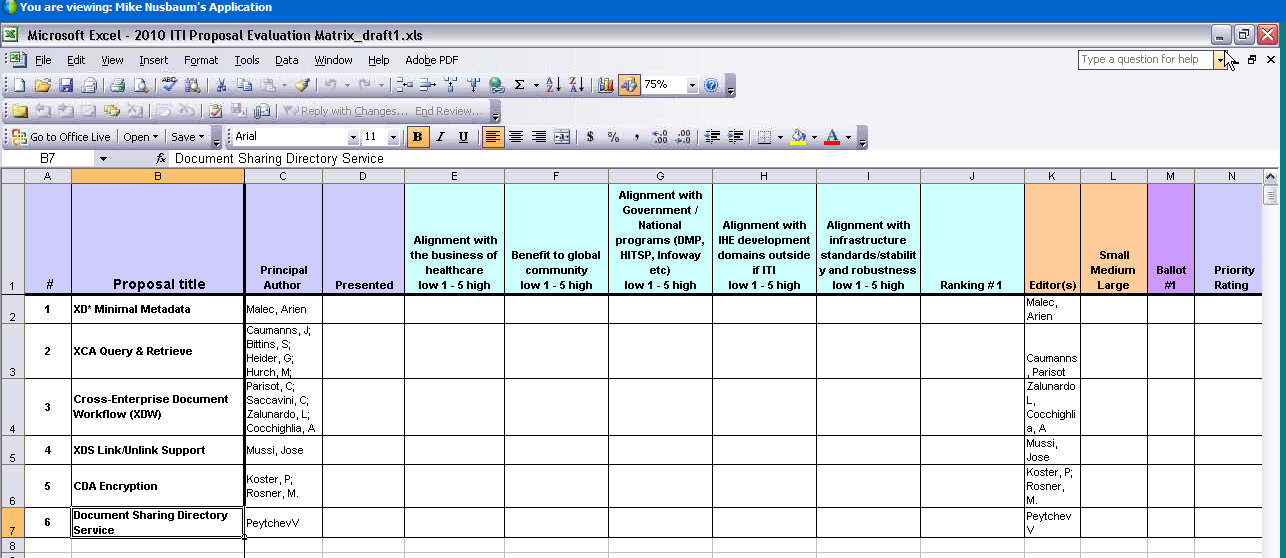 You are viewing: Mike Nusbaum's Application
Microsoft Excel - 2010 ITI Proposal Evaluation Matrix_draft1.xls
File Edit View Insert Format Tools Data Window Help Adobe PDF
Type a question for help
75%
Reply with Changes... End Review...
Go to Office Live Open Save Arial 11 B I U $ % ,
B7 fx Document Sharing Directory Service
A B C D E F G H I J K L M N
1
#
Proposal title
Principal
Author
Presented
Alignment with
the business of
healthcare
low 1 - 5 high
Benefit to global
community
low 1 - 5 high
Alignment with
Government /
National
programs (DMP,
HITSP, Infoway
etc)
low 1 - 5 high
Alignment with
IHE development
domains outside
if ITI
low 1 - 5 high
Alignment with
infrastructure
standards/stabilit
y and robustness
low 1 - 5 high
Ranking #1
Editor(s)
Small
Medium
Large
Ballot
#1
Priority
Rating
2
1
XD* Minimal Metadata
Malec, Arien
Malec,
Arien
3
2
XCA Query & Retrieve
Caumanns, J;
Bittins, S;
Heider, G;
Hurch, M;
Caumanns
, Parisot
4
3
Cross-Enterprise Document
Workflow (XDW)
Parisot, C;
Saccavini, C;
Zalunardo, L;
Cocchighlia, A
Zalunardo
L,
Cocchighli
a, A
5
4
XDS Link/Unlink Support
Mussi, Jose
Mussi,
Jose
6
5
CDA Encryption
Koster, P;
Rosner, M.
Koster, P;
Rosner,
M.
7
6
Document Sharing Directory
Service
PeytchevV
Peytchev
V
8